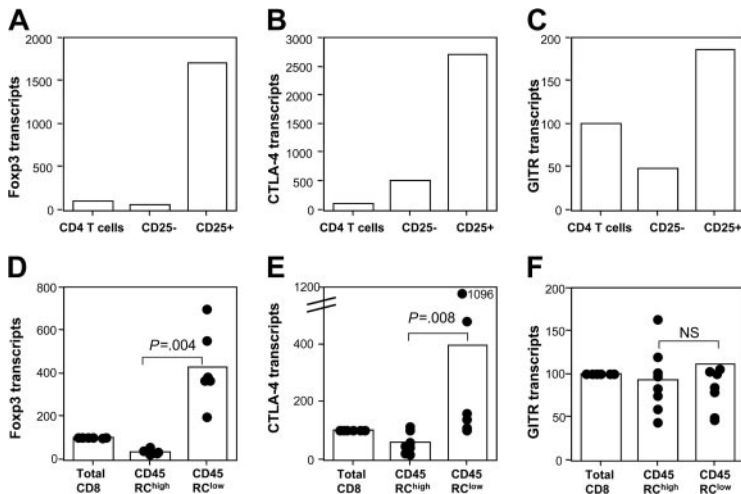 A
Foxp3 transcripts
2000
1500
1000
500
0
CD4 T cells CD25- CD25+
B
CTLA-4 transcripts
3000
2500
2000
1500
1000
500
0
CD4 T cells CD25- CD25+
C
GITR transcripts
200
150
100
50
0
CD4 T cells CD25- CD25+
D
Foxp3 transcripts
800
600
400
200
0
P=.004
Total CD45 CD45
CD8 RChigh RClow
E
CTLA-4 transcripts
1200
400
200
0
1096
P=.008
Total CD45 CD45
CD8 RChigh RClow
F
GITR transcripts
200
150
100
50
0
NS
Total CD45 CD45
CD8 RChigh RClow